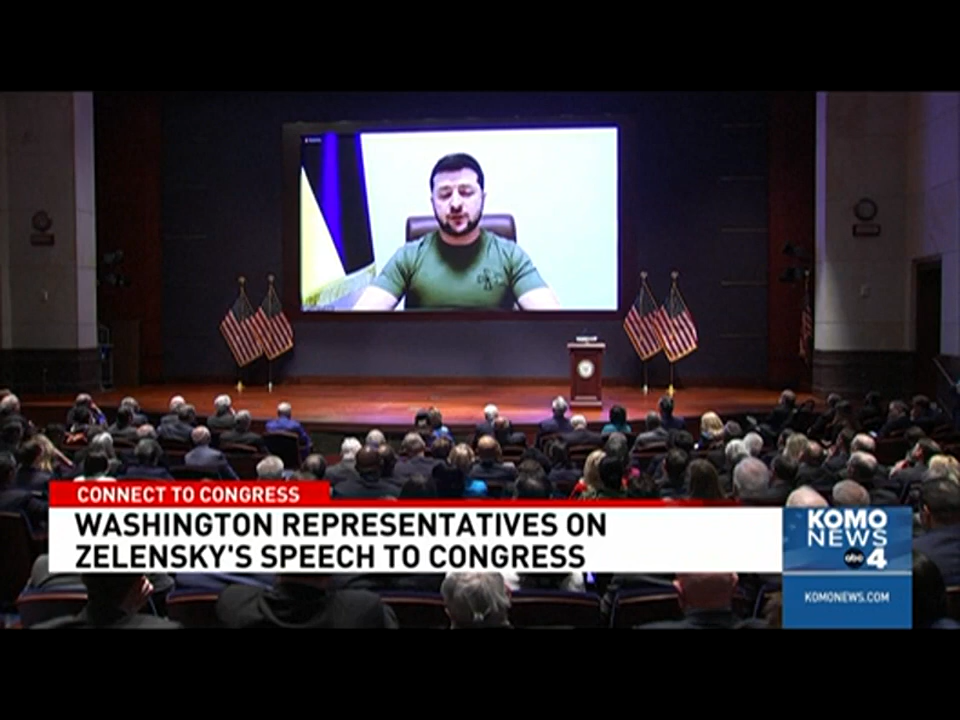 CONNECT TO CONGRESS
WASHINGTON REPRESENTATIVES ON
ZELENSKY'S SPEECH TO CONGRESS
KOMO
NEWS
abc 4
KOMONEWS.COM